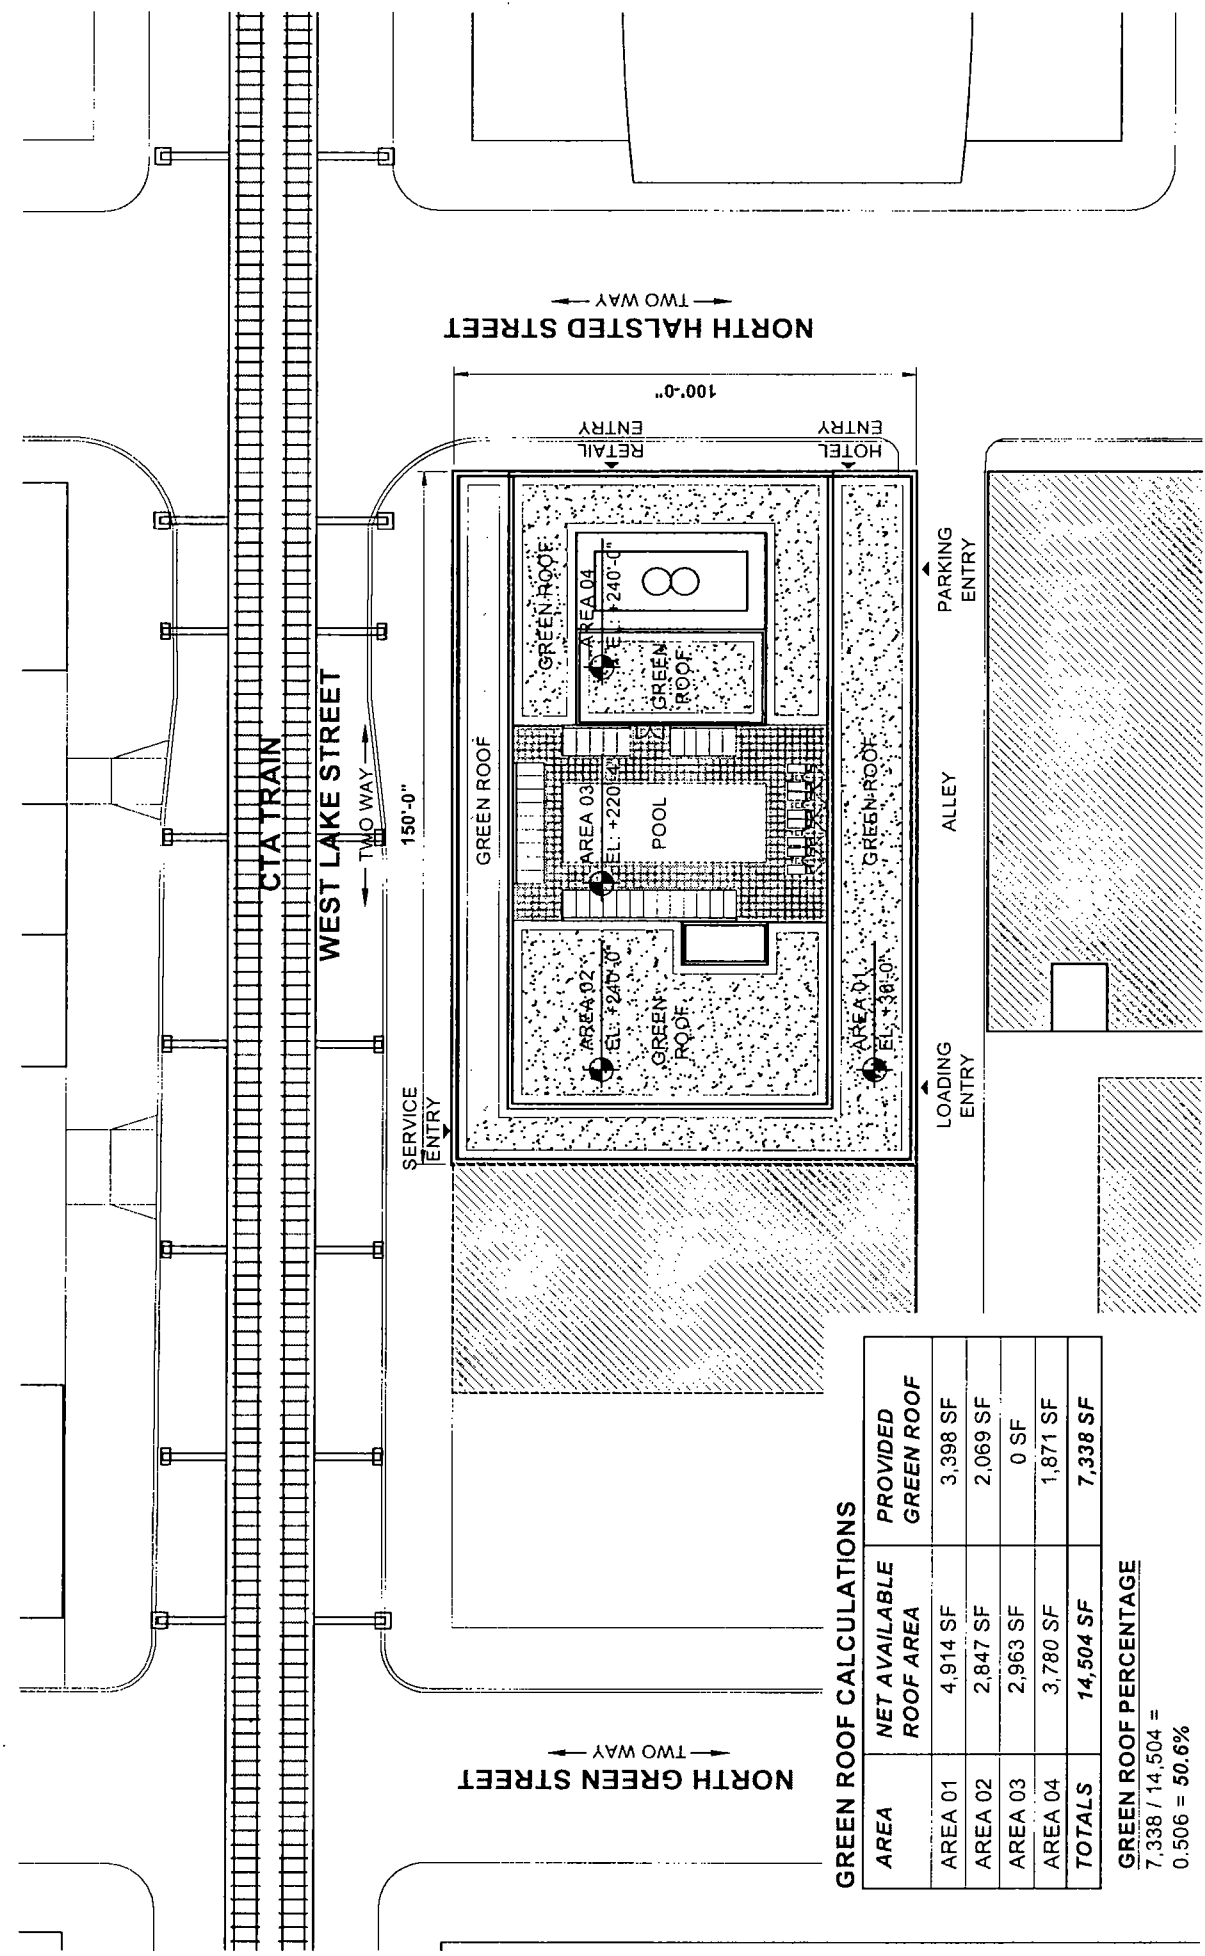 CTA TRAIN
WEST LAKE STREET
TWO WAY
150'-0"
SERVICE
ENTRY
NORTH HALSTED STREET
TWO WAY
100'-0"
RETAIL
ENTRY
HOTEL
ENTRY
GREEN ROOF
GREEN ROOF
AREA 04
EL: +240'-0"
GREEN
ROOF
AREA 03
EL: +220'-4"
POOL
AREA 02
EL: +240'-0"
GREEN
ROOF
GREEN ROOF
AREA 01
EL: +38'-0"
LOADING
ENTRY
ALLEY
PARKING
ENTRY
NORTH GREEN STREET
TWO WAY
GREEN ROOF CALCULATIONS
AREA NET AVAILABLE PROVIDED
ROOF AREA GREEN ROOF
AREA 01 4,914 SF 3,398 SF
AREA 02 2,847 SF 2,069 SF
AREA 03 2,963 SF 0 SF
AREA 04 3,780 SF 1,871 SF
TOTALS 14,504 SF 7,338 SF
GREEN ROOF PERCENTAGE
7,338 / 14,504 =
0.506 = 50.6%